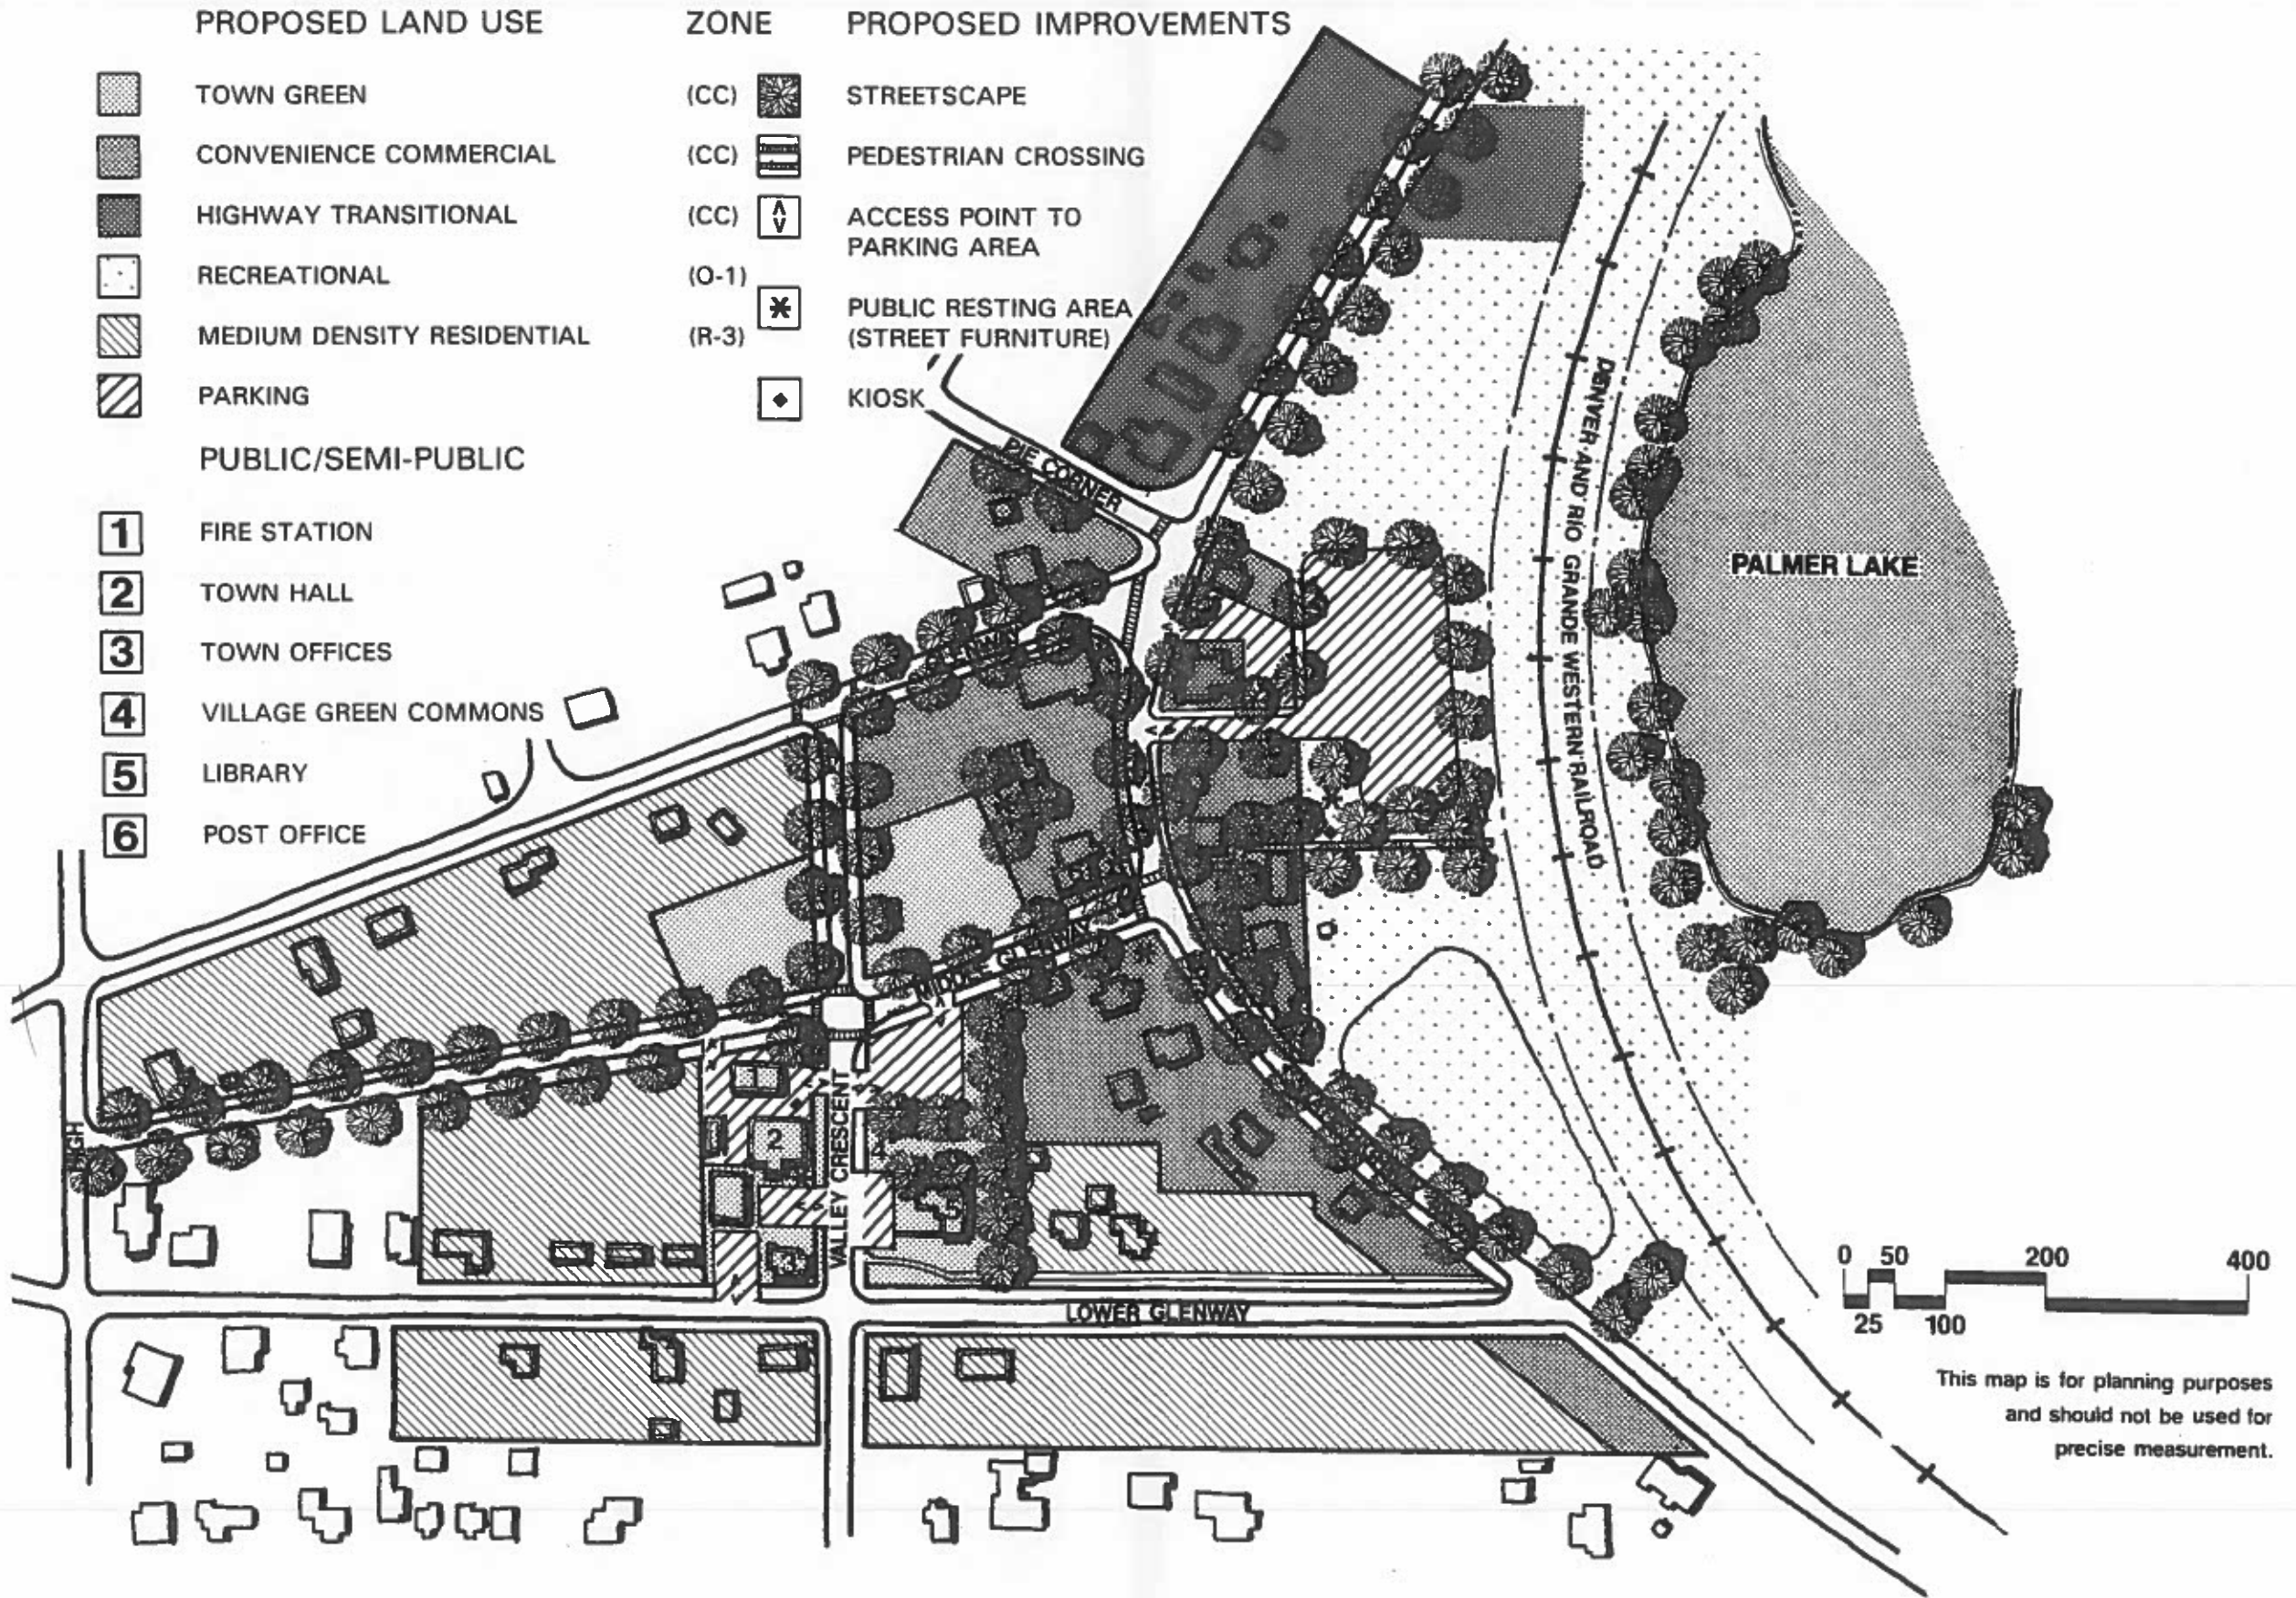 PROPOSED LAND USE
ZONE
PROPOSED IMPROVEMENTS
TOWN GREEN
(CC)
STREETSCAPE
CONVENIENCE COMMERCIAL
(CC)
PEDESTRIAN CROSSING
HIGHWAY TRANSITIONAL
(CC)
ACCESS POINT TO
PARKING AREA
RECREATIONAL
(O-1)
PUBLIC RESTING AREA
(STREET FURNITURE)
MEDIUM DENSITY RESIDENTIAL
(R-3)
PARKING
KIOSK
PUBLIC/SEMI-PUBLIC
1 FIRE STATION
2 TOWN HALL
3 TOWN OFFICES
4 VILLAGE GREEN COMMONS
5 LIBRARY
6 POST OFFICE
PIE CORNER
GLENWAY
MIDDLE GLENWAY
VALLEY CRESCENT
LOWER GLENWAY
2
4
5
DENVER AND RIO GRANDE WESTERN RAILROAD
PALMER LAKE
0 50 200 400
25 100
This map is for planning purposes
and should not be used for
precise measurement.